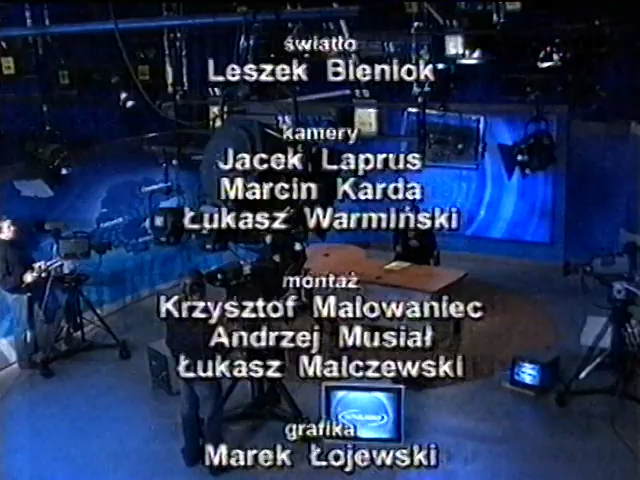 światło
Leszek Bieniok
kamery
Jacek Laprus
Marcin Karda
Łukasz Warmiński
montaż
Krzysztof Malowaniec
Andrzej Musiał
Łukasz Malczewski
grafika
Marek Łojewski